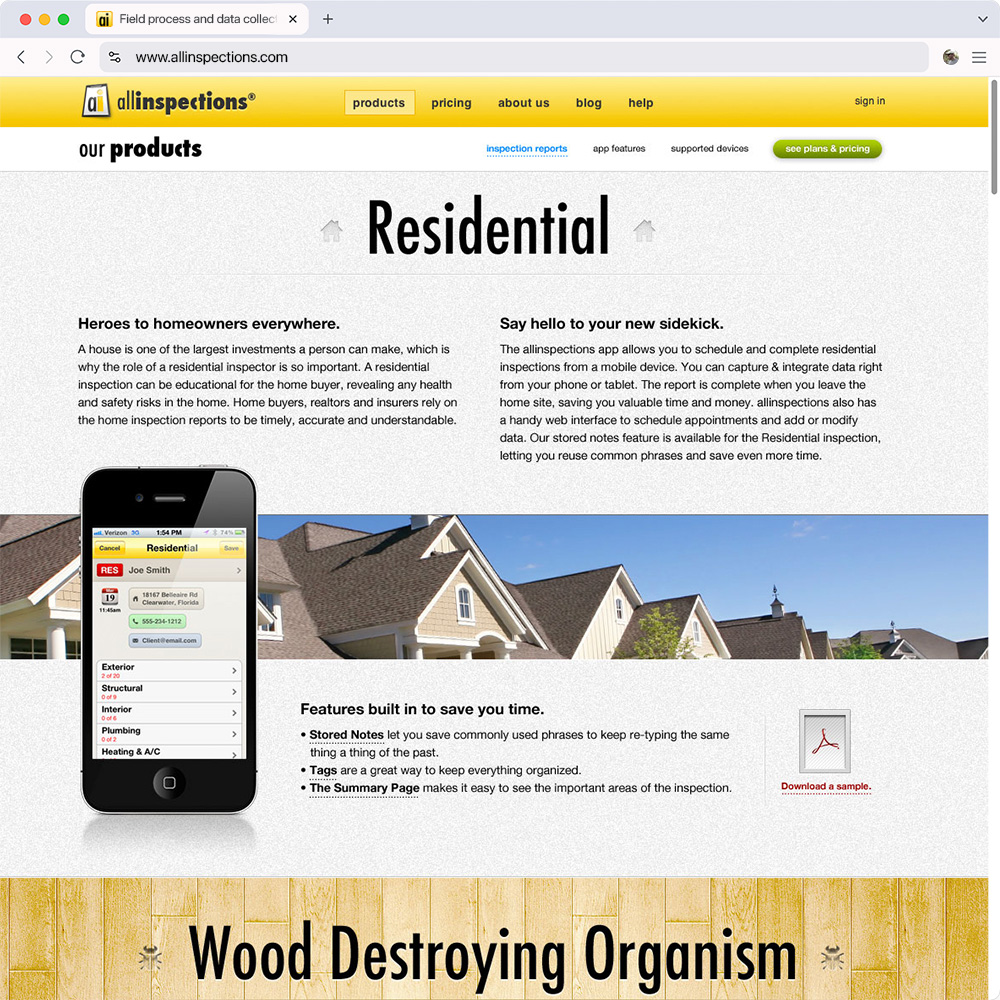 Field process and data collec
www.allinspections.com
ai allinspections®
products pricing about us blog help
sign in
our products
inspection reports app features supported devices see plans & pricing
Residential
Heroes to homeowners everywhere.
A house is one of the largest investments a person can make, which is
why the role of a residential inspector is so important. A residential
inspection can be educational for the home buyer, revealing any health
and safety risks in the home. Home buyers, realtors and insurers rely on
the home inspection reports to be timely, accurate and understandable.
Say hello to your new sidekick.
The allinspections app allows you to schedule and complete residential
inspections from a mobile device. You can capture & integrate data right
from your phone or tablet. The report is complete when you leave the
home site, saving you valuable time and money. allinspections also has
a handy web interface to schedule appointments and add or modify
data. Our stored notes feature is available for the Residential inspection,
letting you reuse common phrases and save even more time.
Verizon 3G 1:54 PM 74%
Cancel Residential Save
RES Joe Smith
Mar
19
11:45am
18167 Belleaire Rd
Clearwater, Florida
555-234-1212
Client@email.com
Exterior
2 of 20
Structural
0 of 9
Interior
0 of 6
Plumbing
0 of 2
Heating & A/C
Features built in to save you time.
• Stored Notes let you save commonly used phrases to keep re-typing the same
thing a thing of the past.
• Tags are a great way to keep everything organized.
• The Summary Page makes it easy to see the important areas of the inspection.
Download a sample.
Wood Destroying Organism